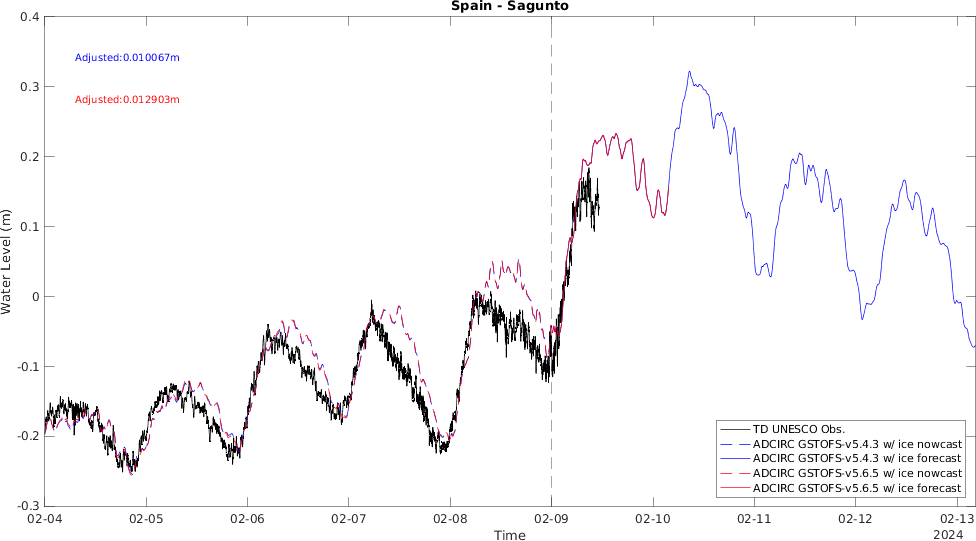 Spain - Sagunto
0.4
0.3
0.2
0.1
0
-0.1
-0.2
-0.3
Water Level (m)
Adjusted:0.010067m
Adjusted:0.012903m
TD UNESCO Obs.
ADCIRC GSTOFS-v5.4.3 w/ ice nowcast
ADCIRC GSTOFS-v5.4.3 w/ ice forecast
ADCIRC GSTOFS-v5.6.5 w/ ice nowcast
ADCIRC GSTOFS-v5.6.5 w/ ice forecast
02-04 02-05 02-06 02-07 02-08 02-09 02-10 02-11 02-12 02-13
Time 2024